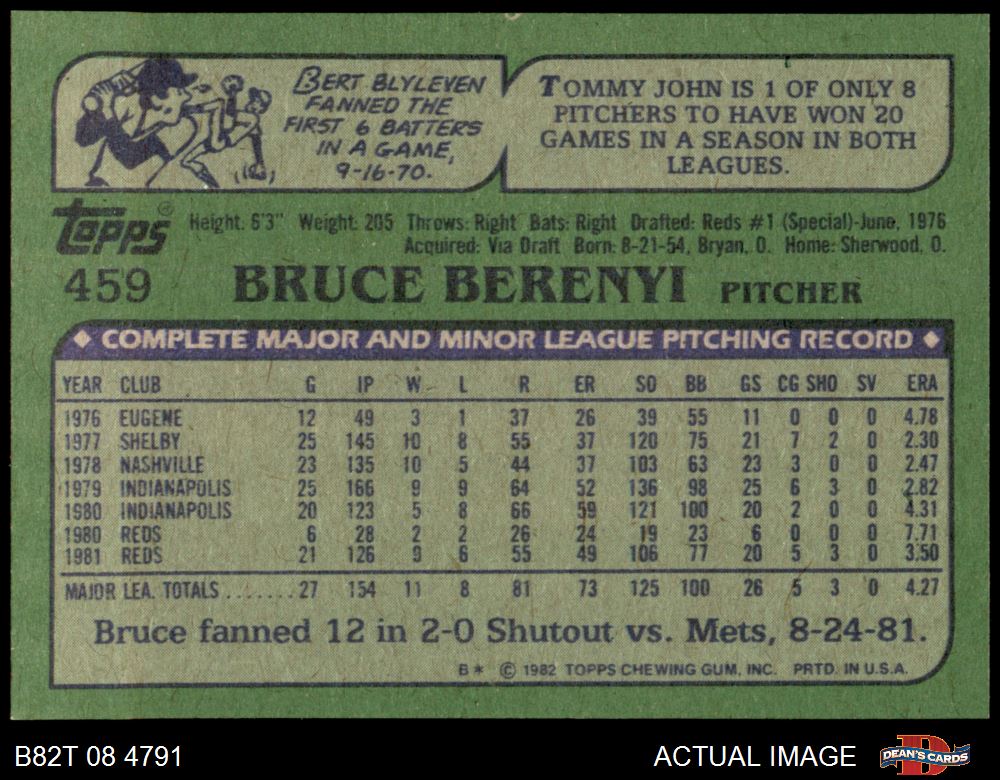 BERT BLYLEVEN
FANNED THE
FIRST 6 BATTERS
IN A GAME,
9-16-70.
TOMMY JOHN IS 1 OF ONLY 8
PITCHERS TO HAVE WON 20
GAMES IN A SEASON IN BOTH
LEAGUES.
Topps®
Height: 6'3" Weight: 205 Throws: Right Bats: Right Drafted: Reds #1 (Special)-June, 1976
Acquired: Via Draft Born: 8-21-54, Bryan, O. Home: Sherwood, O.
459 BRUCE BERENYI PITCHER
◆ COMPLETE MAJOR AND MINOR LEAGUE PITCHING RECORD ◆
YEAR CLUB G IP W L R ER SO BB GS CG SHO SV ERA
1976 EUGENE 12 49 3 1 37 26 39 55 11 0 0 0 4.78
1977 SHELBY 25 145 10 8 55 37 120 75 21 7 2 0 2.30
1978 NASHVILLE 23 135 10 5 44 37 103 63 23 3 0 0 2.47
1979 INDIANAPOLIS 25 166 9 9 64 52 136 98 25 6 3 0 2.82
1980 INDIANAPOLIS 20 123 5 8 66 59 121 100 20 2 0 0 4.31
1980 REDS 6 28 2 2 26 24 19 23 6 0 0 0 7.71
1981 REDS 21 126 9 6 55 49 106 77 20 5 3 0 3.50
MAJOR LEA. TOTALS.......27 154 11 8 81 73 125 100 26 5 3 0 4.27
Bruce fanned 12 in 2-0 Shutout vs. Mets, 8-24-81.
B* © 1982 TOPPS CHEWING GUM, INC. PRTD. IN U.S.A.
B82T 08 4791
ACTUAL IMAGE
D
DEAN'S CARDS